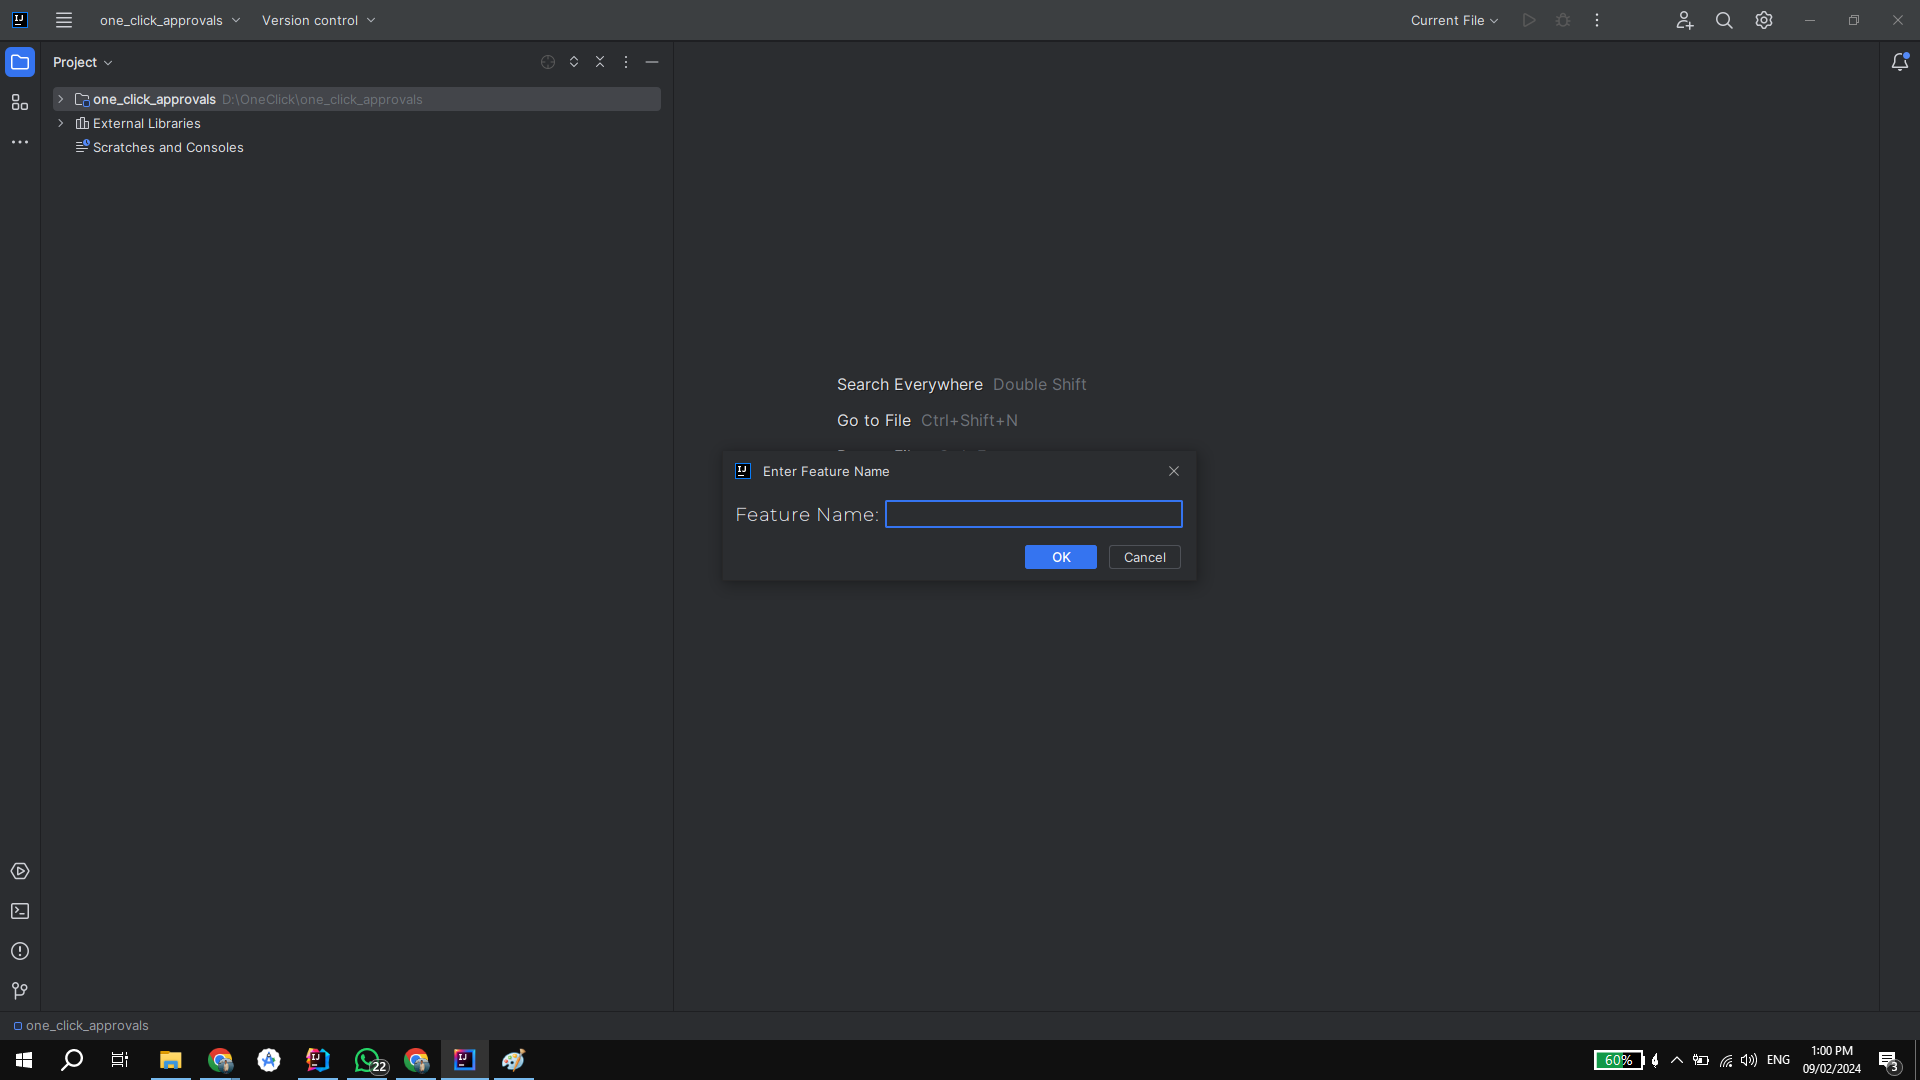 one_click_approvals Version control Current File
Project
one_click_approvals D:\OneClick\one_click_approvals
External Libraries
Scratches and Consoles
Search Everywhere Double Shift
Go to File Ctrl+Shift+N
Enter Feature Name
Feature Name:
OK Cancel
one_click_approvals
22
60% ENG 1:00 PM
09/02/2024
3